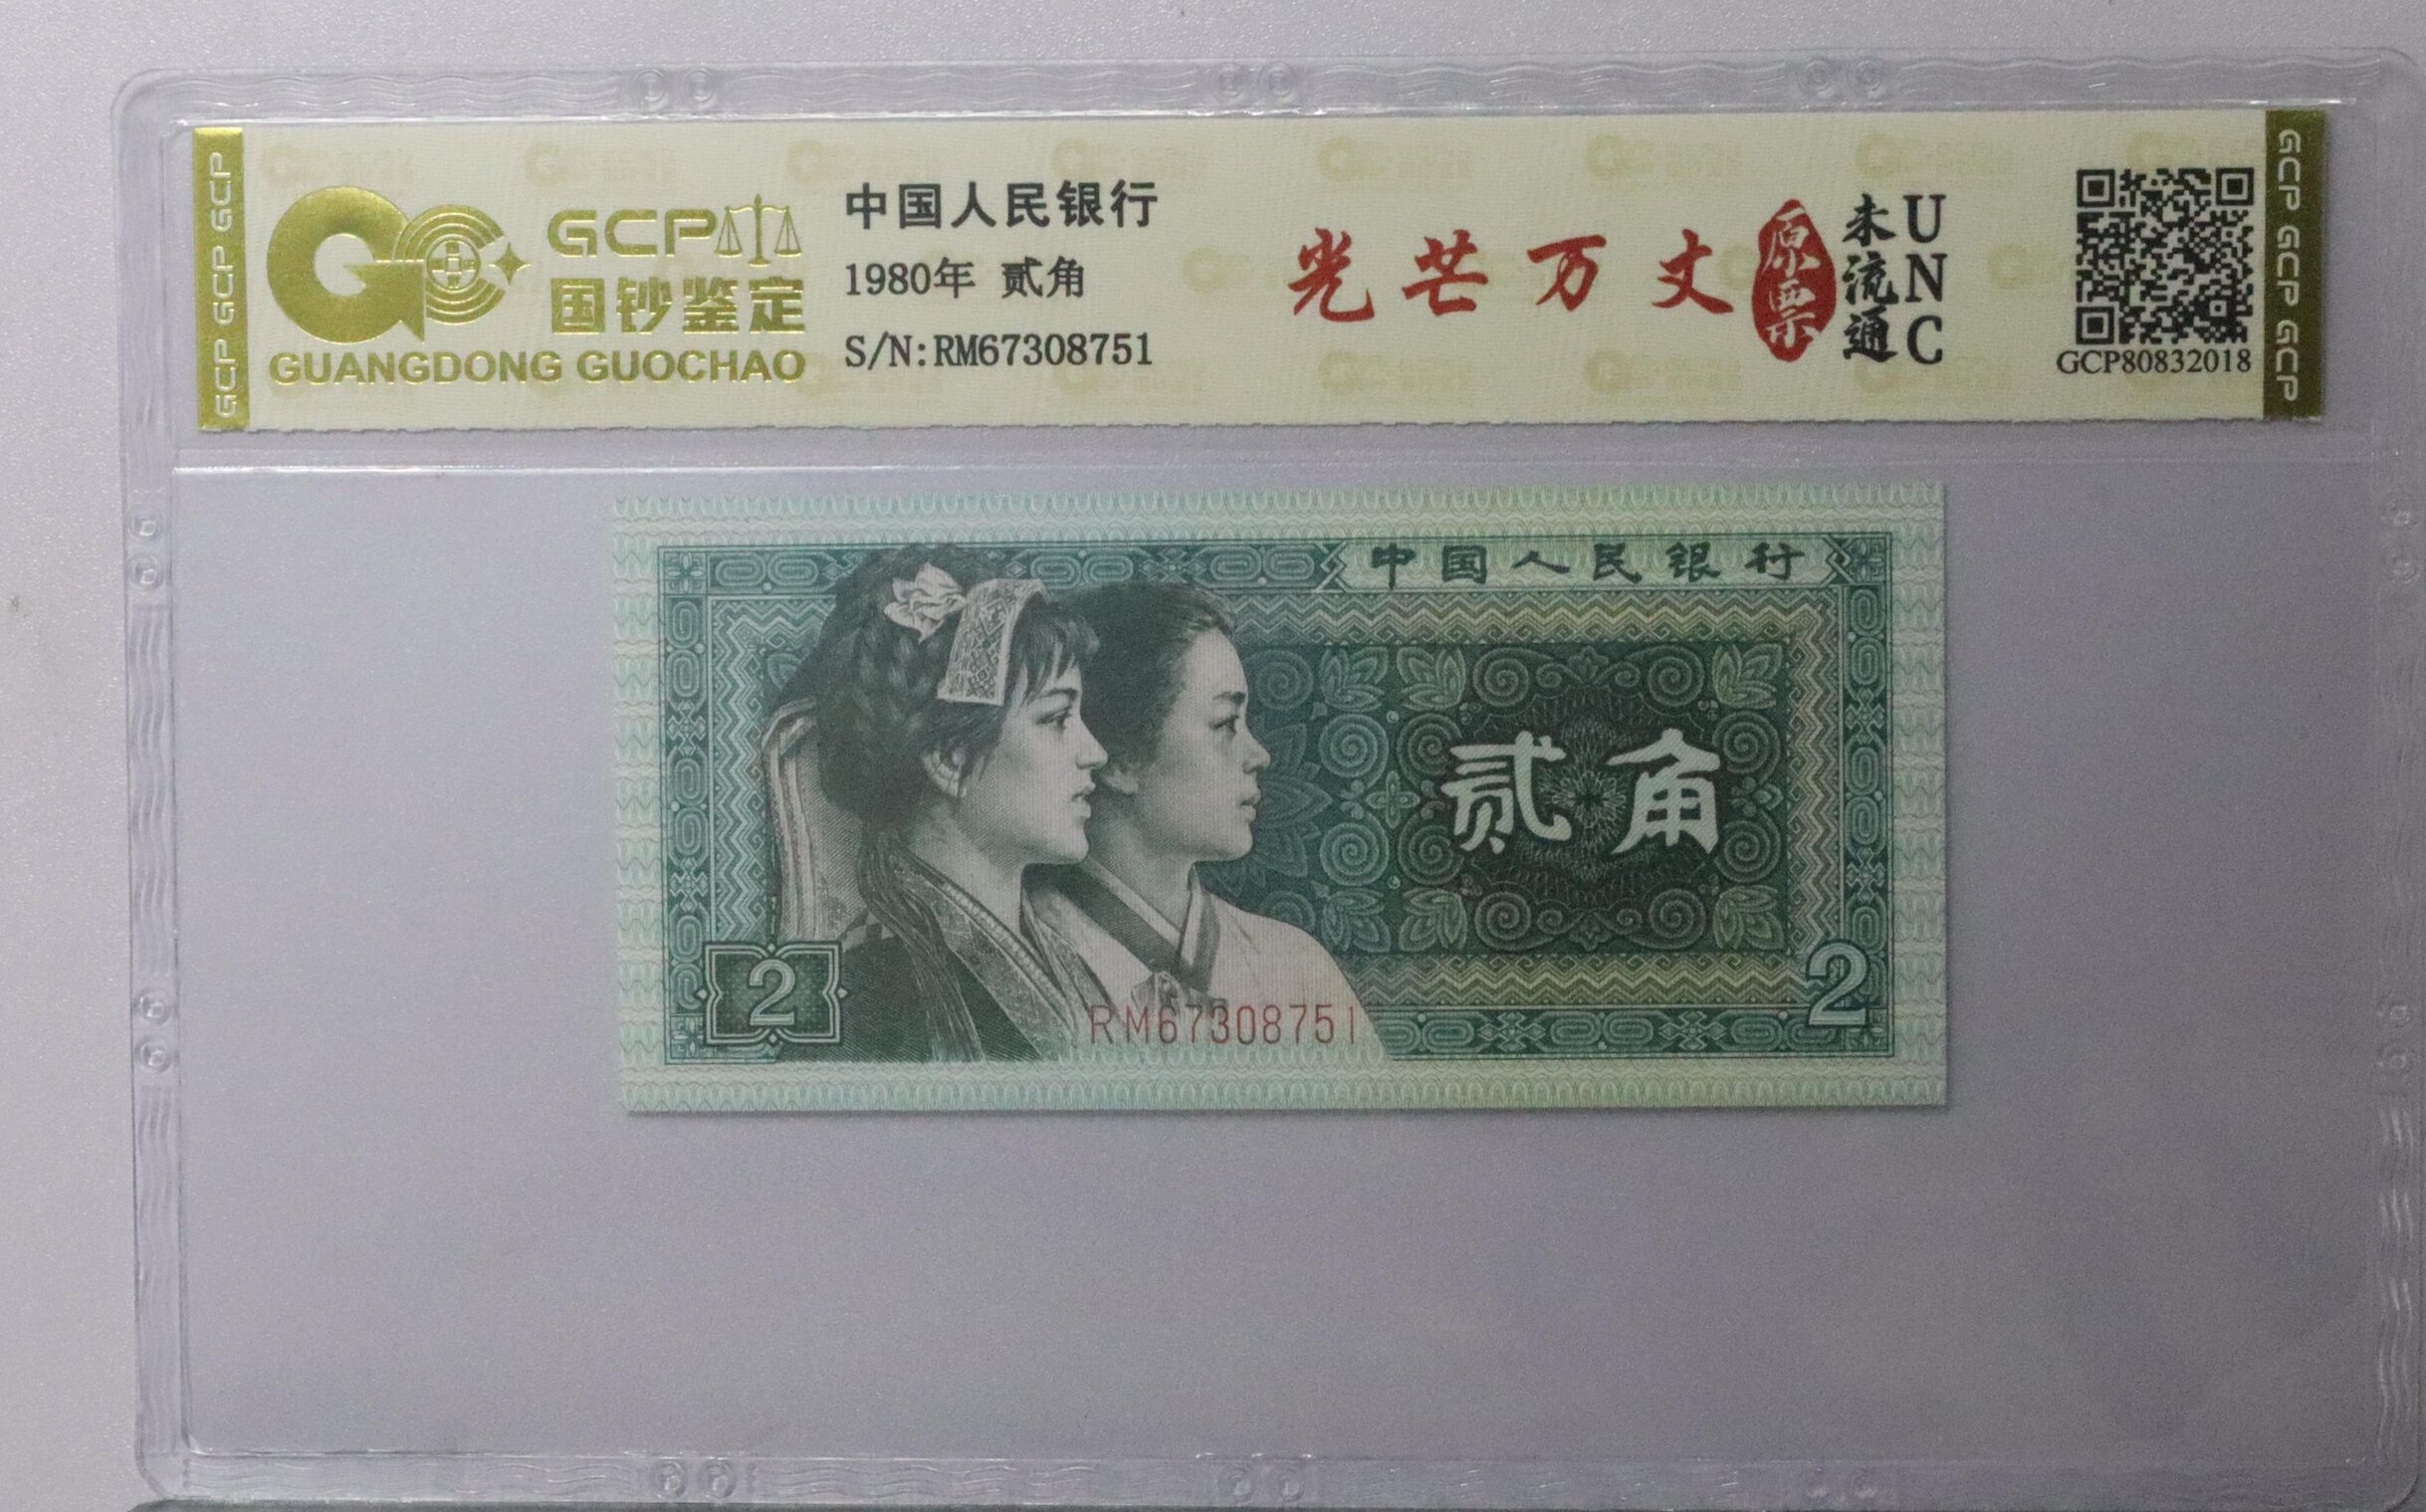 GCP GCP GCP
GCP
国钞鉴定
GUANGDONG GUOCHAO
中国人民银行
1980年 贰角
S/N:RM67308751
光芒万丈
原票
未流通
UNC
GCP80832018
GCP GCP GCP
中国人民银行
贰角
2
2
RM67308751